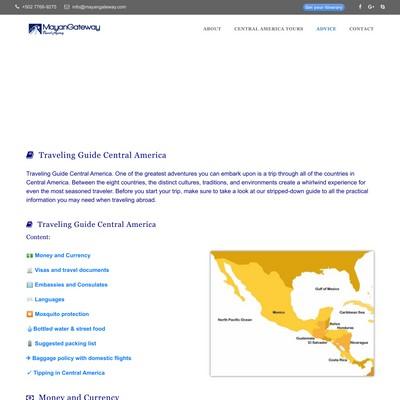 +502 7769-9275 info@mayangateway.com Get your Itinerary
MayanGateway
Travel Agency
ABOUT CENTRAL AMERICA TOURS ADVICE CONTACT
Traveling Guide Central America
Traveling Guide Central America. One of the greatest adventures you can embark upon is a trip through all of the countries in
Central America. Between the eight countries, the distinct cultures, traditions, and environments create a whirlwind experience for
even the most seasoned traveler. Before you start your trip, make sure to take a look at our stripped-down guide to all the practical
information you may need when traveling abroad.
Traveling Guide Central America
Content:
Money and Currency
Visas and travel documents
Embassies and Consulates
Languages
Mosquito protection
Bottled water & street food
Suggested packing list
Baggage policy with domestic flights
Tipping in Central America
Gulf of Mexico
North Pacific Ocean
Mexico
Caribbean Sea
Belize
Honduras
Guatemala
El Salvador
Nicaragua
Costa Rica
Money and Currency